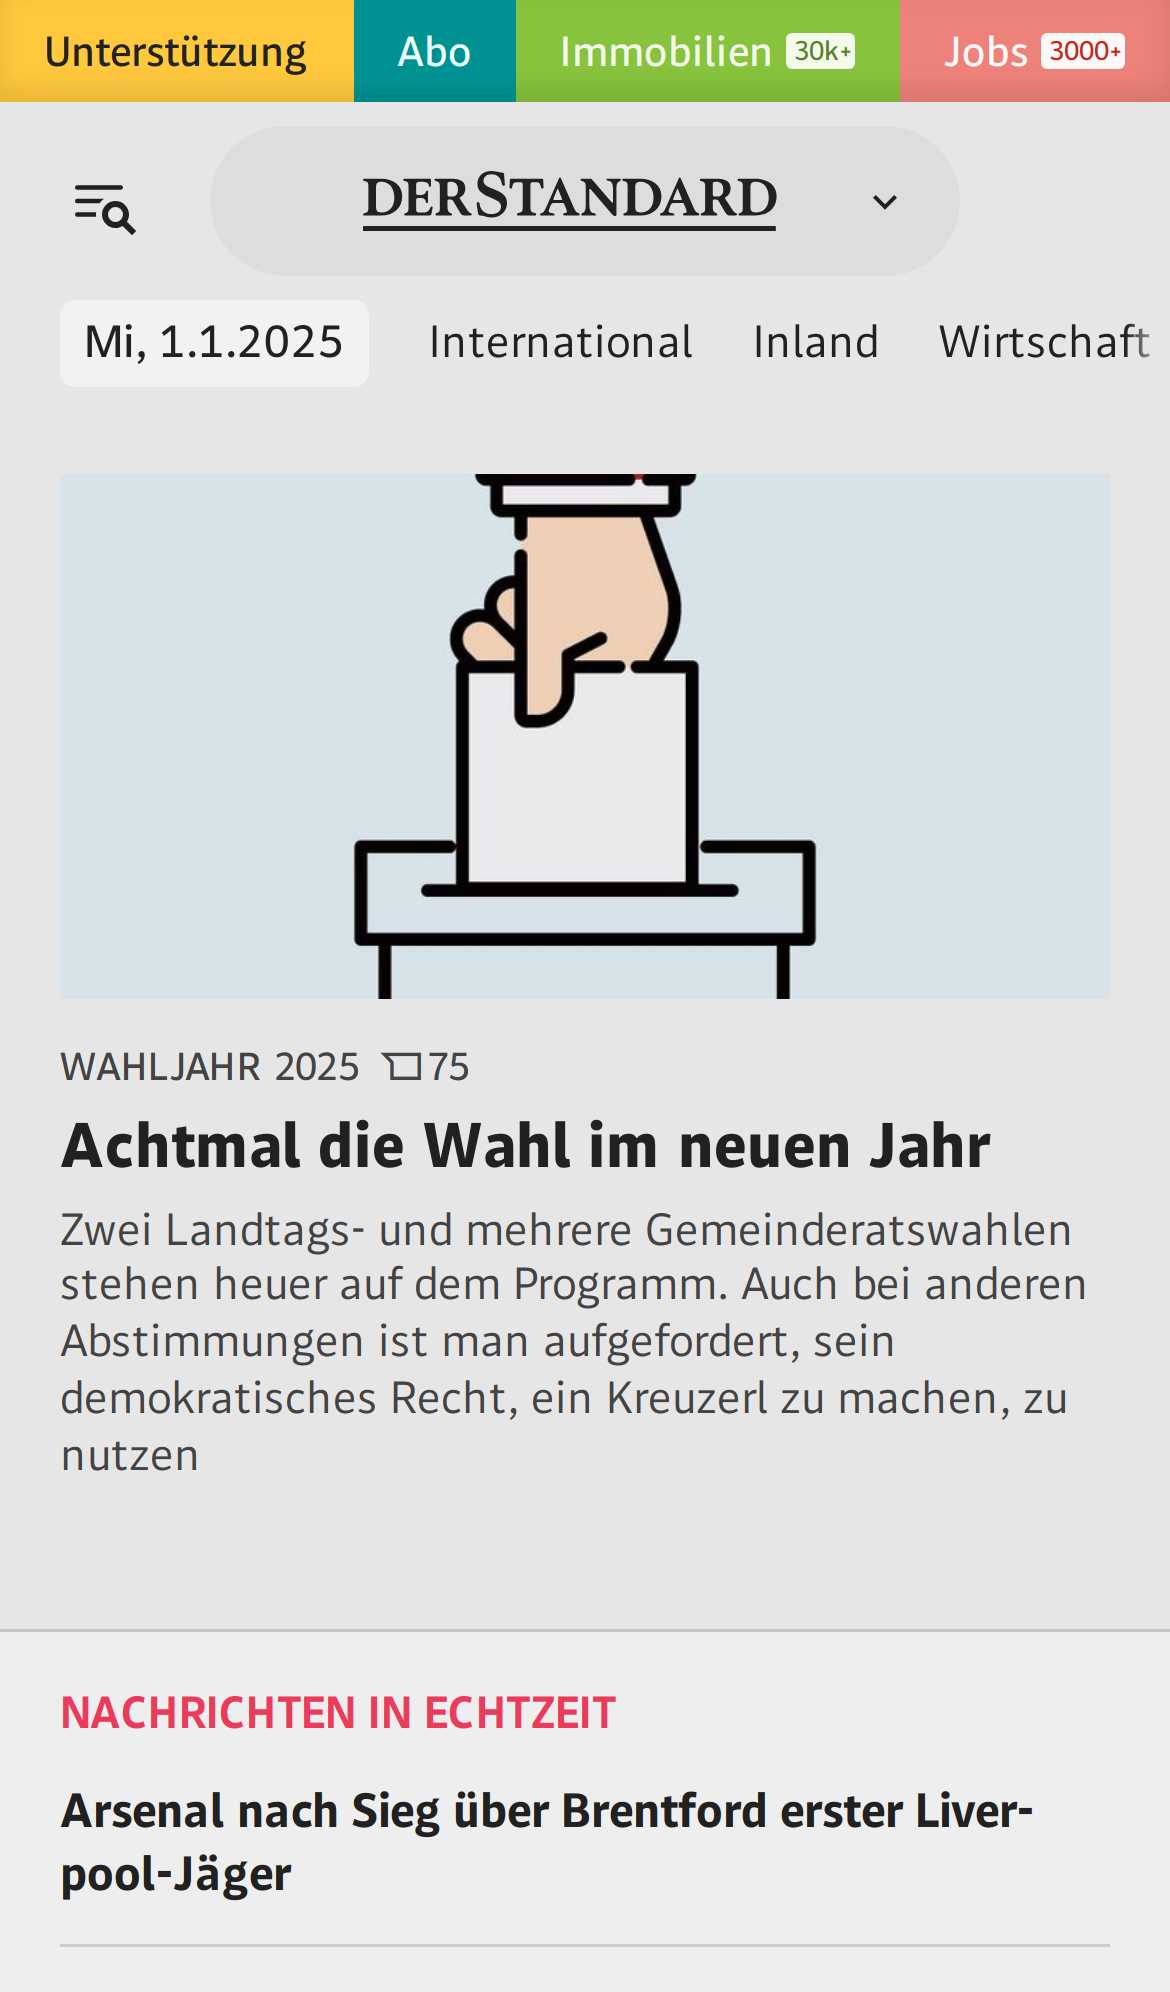 Unterstützung
Abo
Immobilien 30k+
Jobs 3000+
DERSTANDARD
Mi, 1.1.2025
International
Inland
Wirtschaft
WAHLJAHR 2025 75
Achtmal die Wahl im neuen Jahr
Zwei Landtags- und mehrere Gemeinderatswahlen
stehen heuer auf dem Programm. Auch bei anderen
Abstimmungen ist man aufgefordert, sein
demokratisches Recht, ein Kreuzerl zu machen, zu
nutzen
NACHRICHTEN IN ECHTZEIT
Arsenal nach Sieg über Brentford erster Liver-
pool-Jäger